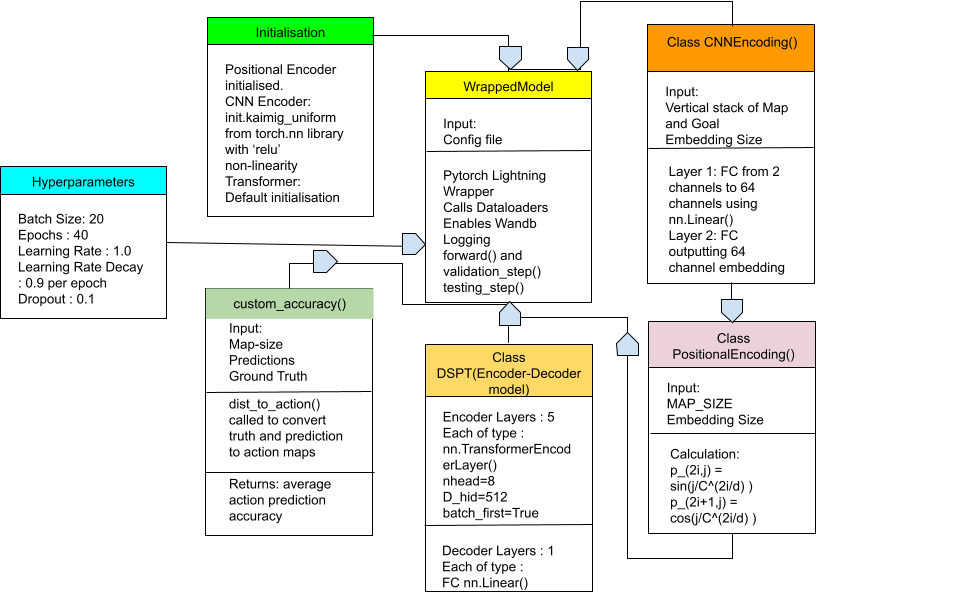 Initialisation
Positional Encoder
initialised.
CNN Encoder:
init.kaimig_uniform
from torch.nn library
with ‘relu’
non-linearity
Transformer:
Default initialisation
WrappedModel
Input:
Config file
Pytorch Lightning
Wrapper
Calls Dataloaders
Enables Wandb
Logging
forward() and
validation_step()
testing_step()
Class CNNEncoding()
Input:
Vertical stack of Map
and Goal
Embedding Size
Layer 1: FC from 2
channels to 64
channels using
nn.Linear()
Layer 2: FC
outputting 64
channel embedding
Hyperparameters
Batch Size: 20
Epochs : 40
Learning Rate : 1.0
Learning Rate Decay
: 0.9 per epoch
Dropout : 0.1
custom_accuracy()
Input:
Map-size
Predictions
Ground Truth
dist_to_action()
called to convert
truth and prediction
to action maps
Returns: average
action prediction
accuracy
Class
DSPT(Encoder-Decoder
model)
Encoder Layers : 5
Each of type :
nn.TransformerEncod
erLayer()
nhead=8
D_hid=512
batch_first=True
Decoder Layers : 1
Each of type :
FC nn.Linear()
Class
PositionalEncoding()
Input:
MAP_SIZE
Embedding Size
Calculation:
p_(2i,j) =
sin(j/C^(2i/d) )
p_(2i+1,j) =
cos(j/C^(2i/d) )